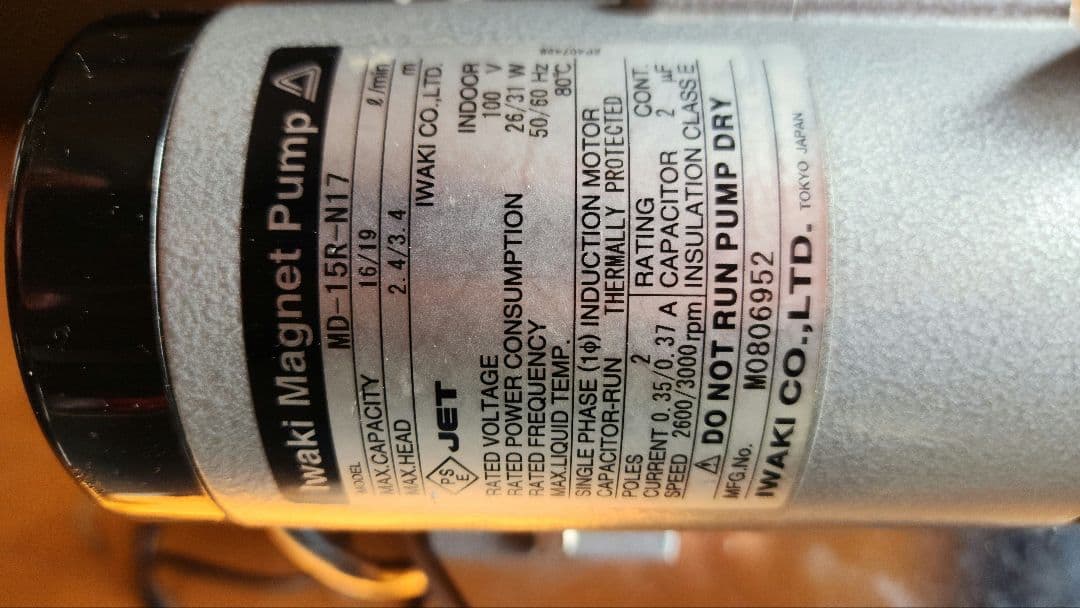 Iwaki Magnet Pump
MODEL MD-15R-N17
MAX.CAPACITY 16/19 ℓ/min
MAX.HEAD 2.4/3.4 m
IWAKI CO.,LTD.
PS E JET
INDOOR
RATED VOLTAGE 100 V
RATED POWER CONSUMPTION 26/31 W
RATED FREQUENCY 50/60 Hz
MAX.LIQUID TEMP. 80℃
SINGLE PHASE (1φ) INDUCTION MOTOR
CAPACITOR-RUN THERMALLY PROTECTED
POLES 2 RATING CONT.
CURRENT 0.35/0.37 A CAPACITOR 2 μF
SPEED 2600/3000rpm INSULATION CLASS E
DO NOT RUN PUMP DRY
MFG.No. M0806952
IWAKI CO.,LTD. TOKYO JAPAN